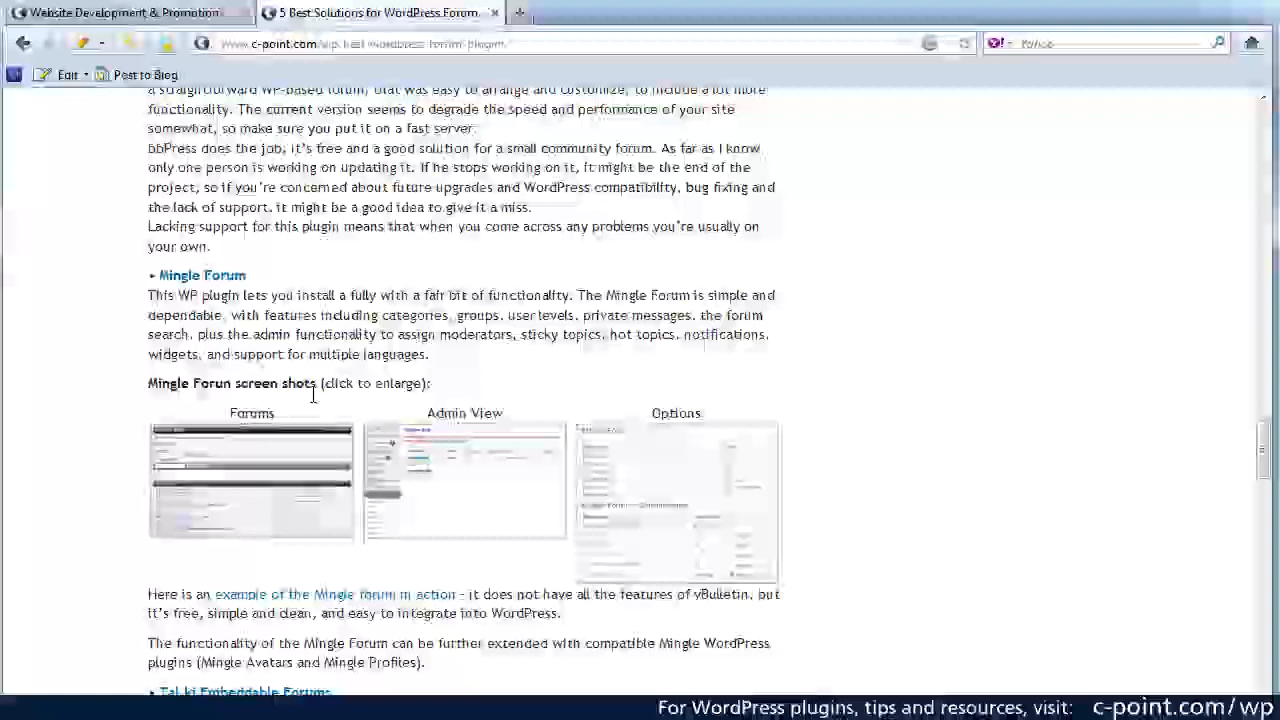 Website Development & Promotion
5 Best Solutions for WordPress Forum.
www.c-point.com/wp/best-wordpress-forum-plugin/
Yahoo
Edit
Post to Blog
a straightforward WP-based forum, that was easy to arrange and customize, to include a lot more
functionality. The current version seems to degrade the speed and performance of your site
somewhat, so make sure you put it on a fast server.
bbPress does the job, it's free and a good solution for a small community forum. As far as I know
only one person is working on updating it. If he stops working on it, it might be the end of the
project, so if you're concerned about future upgrades and WordPress compatibility, bug fixing and
the lack of support, it might be a good idea to give it a miss.
Lacking support for this plugin means that when you come across any problems you're usually on
your own.
• Mingle Forum
This WP plugin lets you install a fully with a fair bit of functionality. The Mingle Forum is simple and
dependable, with features including categories, groups, user levels, private messages, the forum
search, plus the admin functionality to assign moderators, sticky topics, hot topics, notifications,
widgets, and support for multiple languages.
Mingle Forun screen shots (click to enlarge):
Forums
Admin View
Options
Here is an example of the Mingle forum in action - it does not have all the features of vBulletin, but
it's free, simple and clean, and easy to integrate into WordPress.
The functionality of the Mingle Forum can be further extended with compatible Mingle WordPress
plugins (Mingle Avatars and Mingle Profiles).
• Tal.ki Embeddable Forums
For WordPress plugins, tips and resources, visit: c-point.com/wp